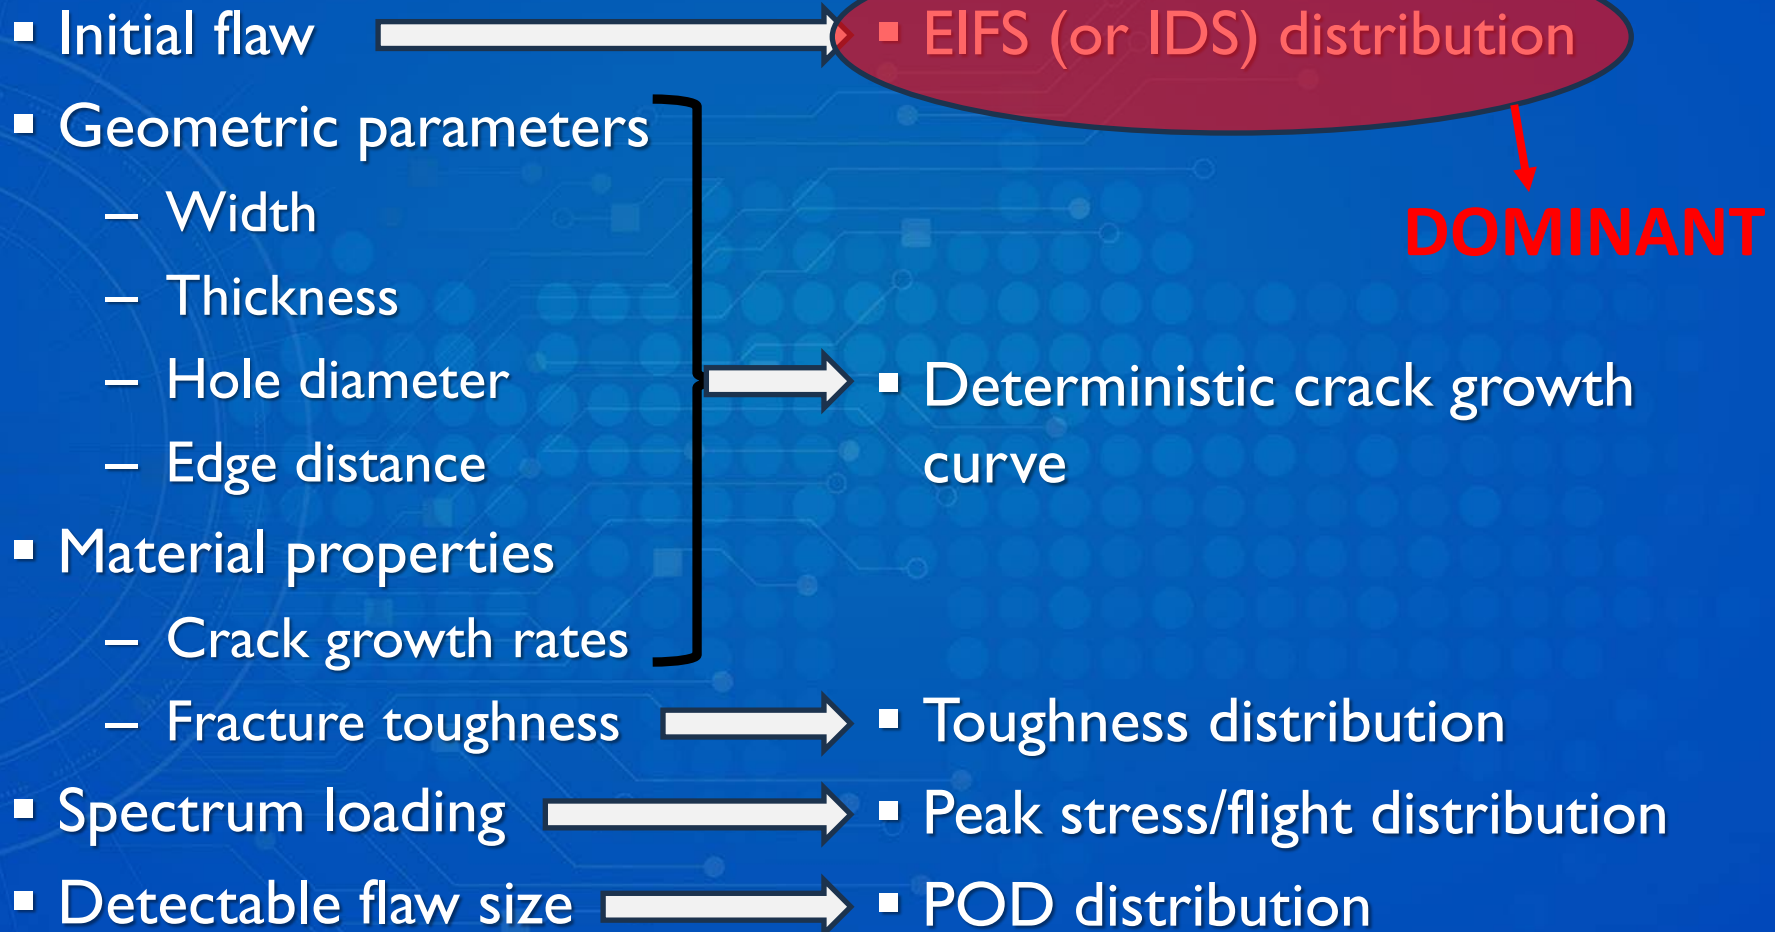 ▪ Initial flaw
▪ EIFS (or IDS) distribution
DOMINANT
▪ Geometric parameters
– Width
– Thickness
– Hole diameter
– Edge distance
▪ Material properties
– Crack growth rates
▪ Deterministic crack growth
curve
– Fracture toughness
▪ Toughness distribution
▪ Spectrum loading
▪ Peak stress/flight distribution
▪ Detectable flaw size
▪ POD distribution